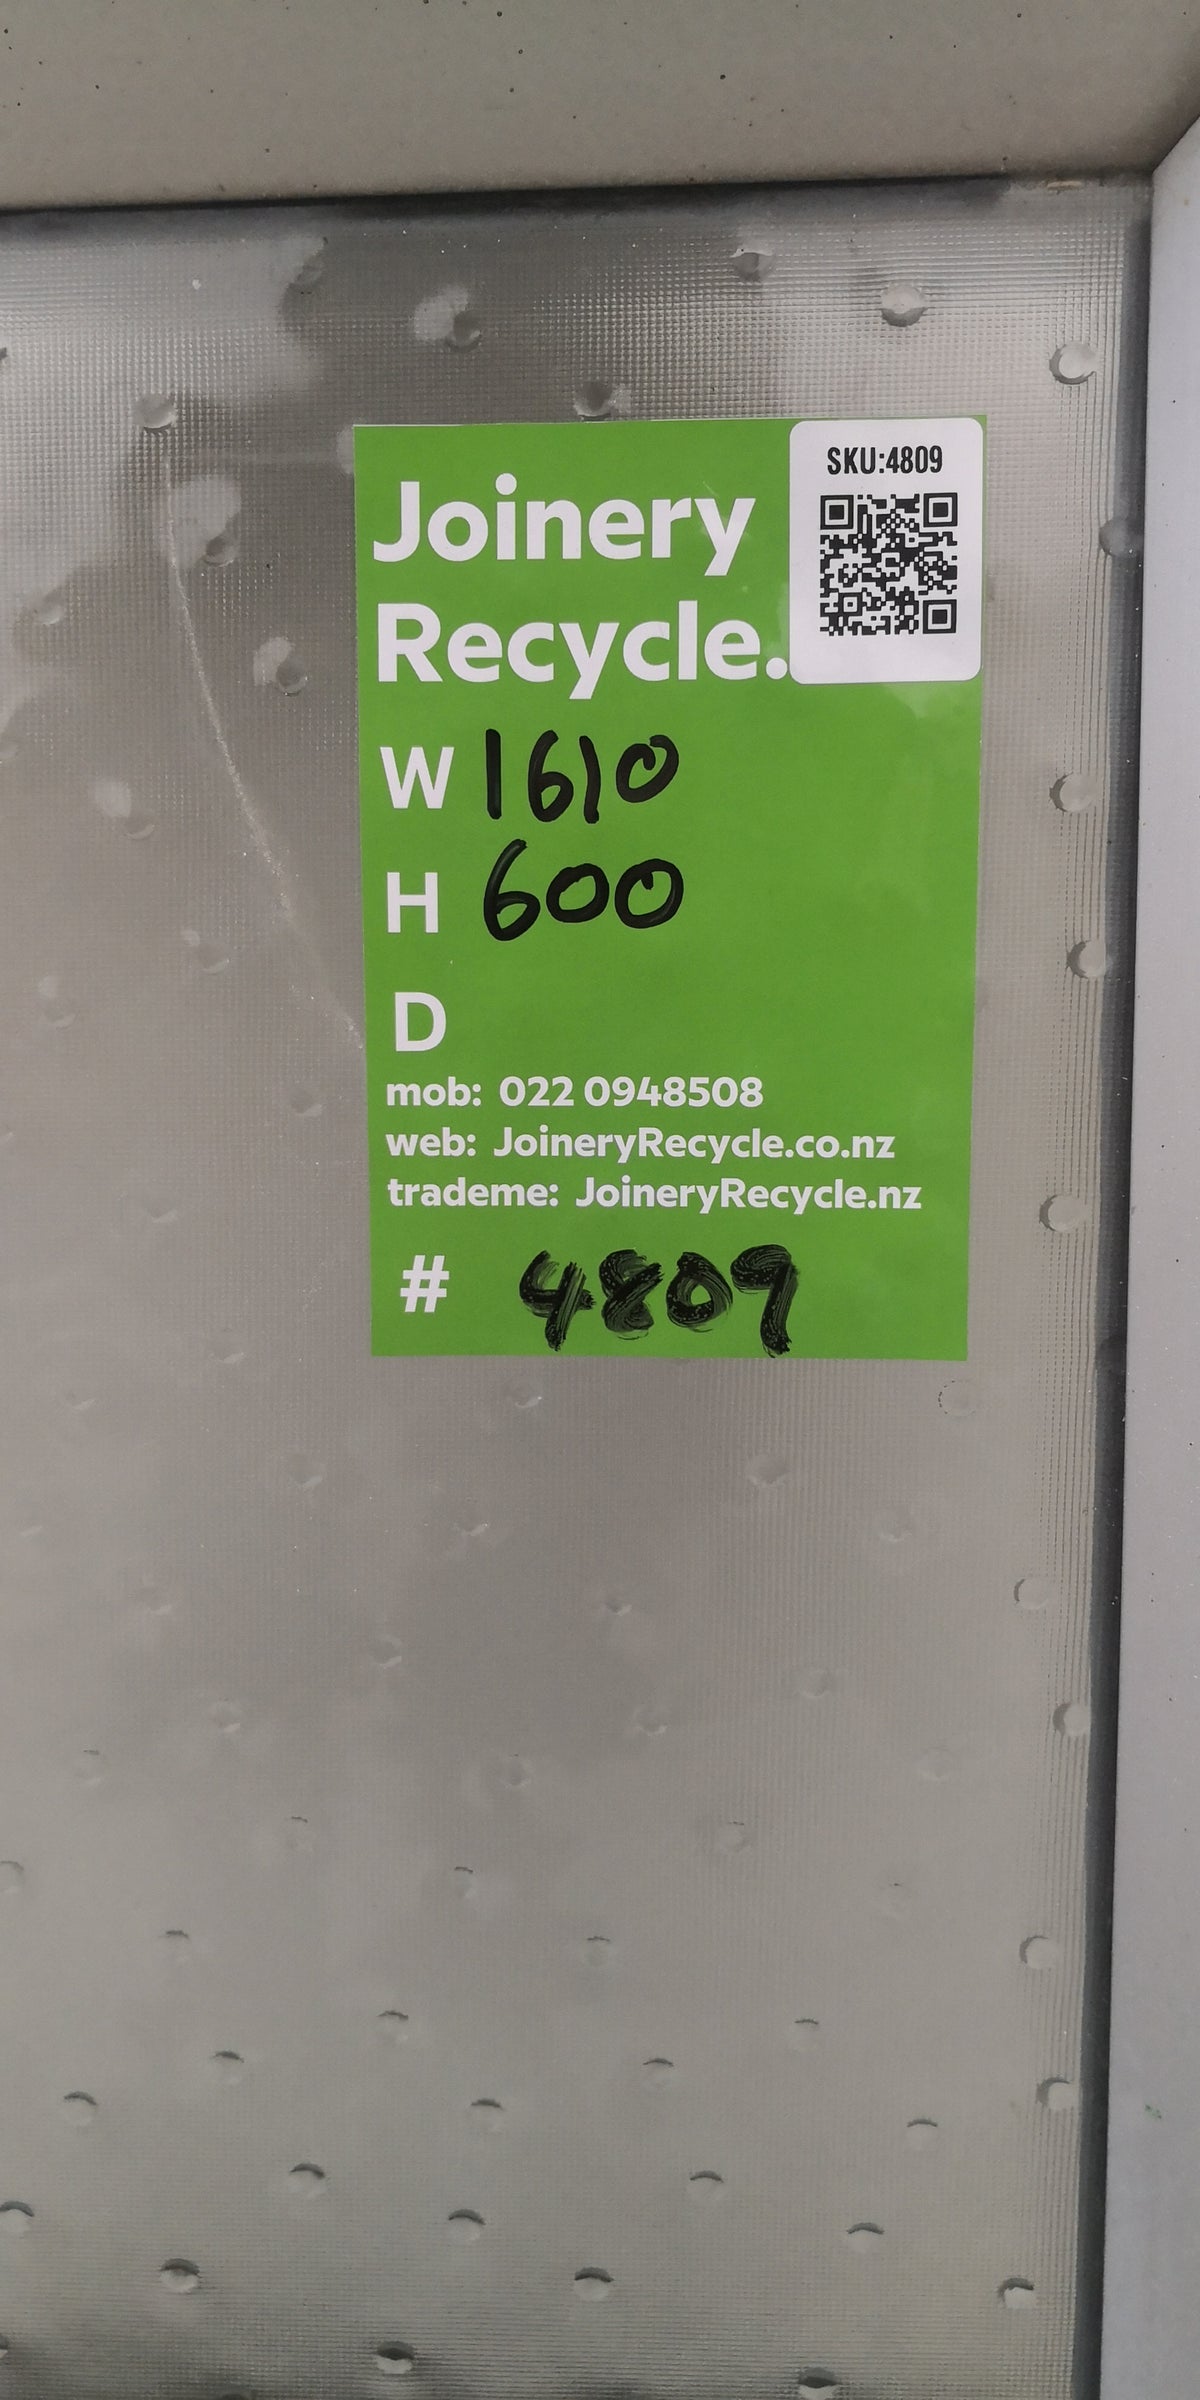 SKU:4809
Joinery
Recycle.
W 1610
H 600
D
mob: 022 0948508
web: JoineryRecycle.co.nz
trademe: JoineryRecycle.nz
# 4809